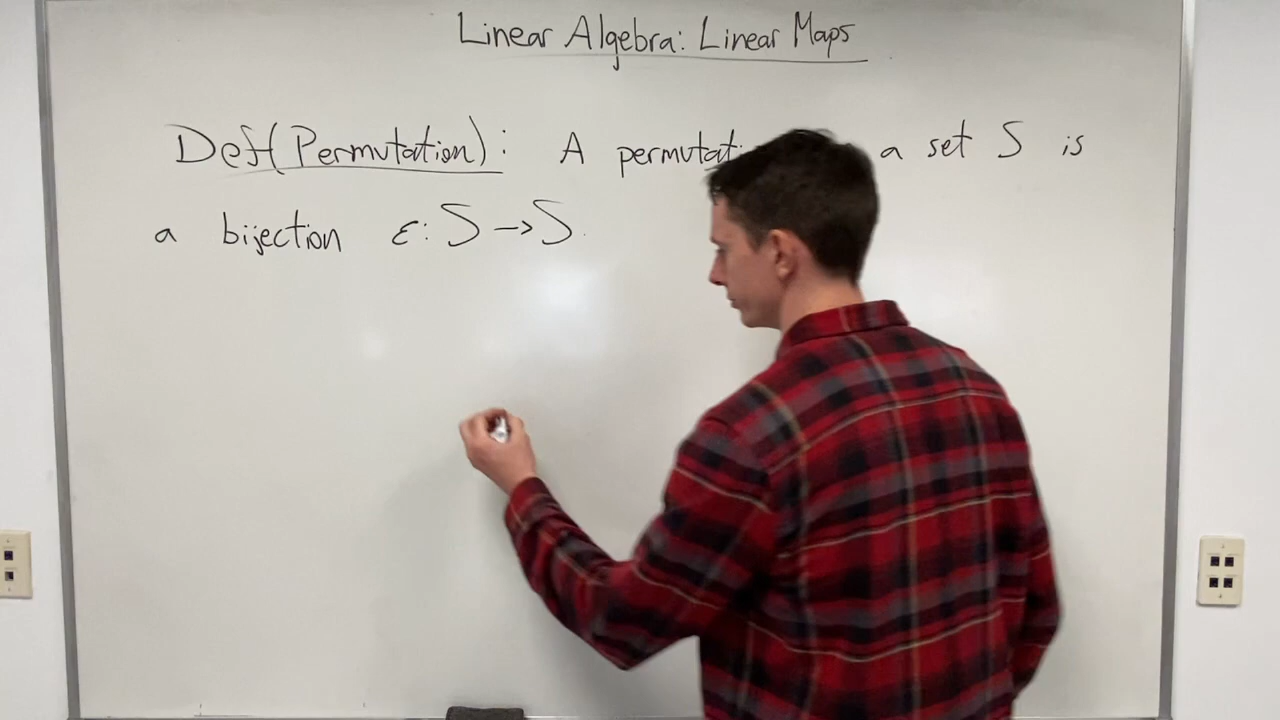 Linear Algebra: Linear Maps
Def(Permutation): A permutat a set S is
a bijection ε: S → S.